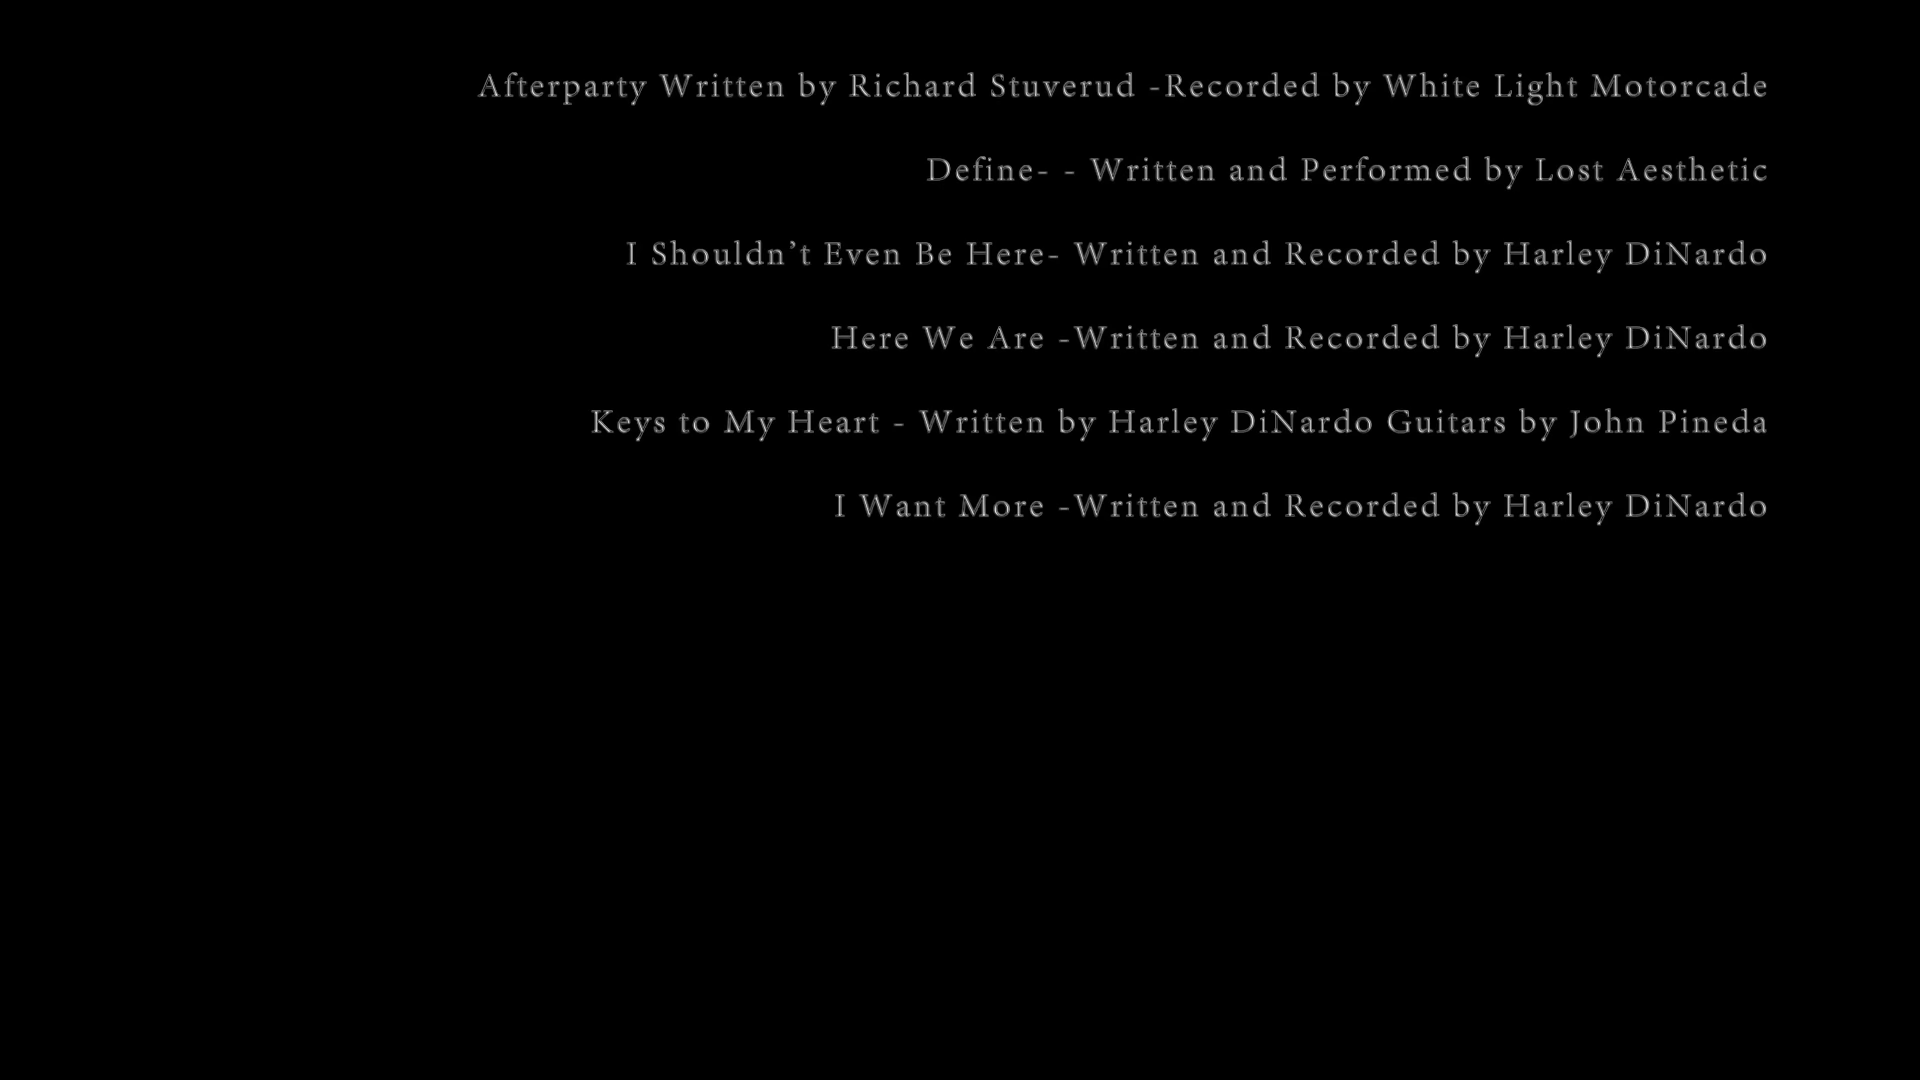 Afterparty Written by Richard Stuverud -Recorded by White Light Motorcade
Define- - Written and Performed by Lost Aesthetic
I Shouldn’t Even Be Here- Written and Recorded by Harley DiNardo
Here We Are -Written and Recorded by Harley DiNardo
Keys to My Heart - Written by Harley DiNardo Guitars by John Pineda
I Want More -Written and Recorded by Harley DiNardo